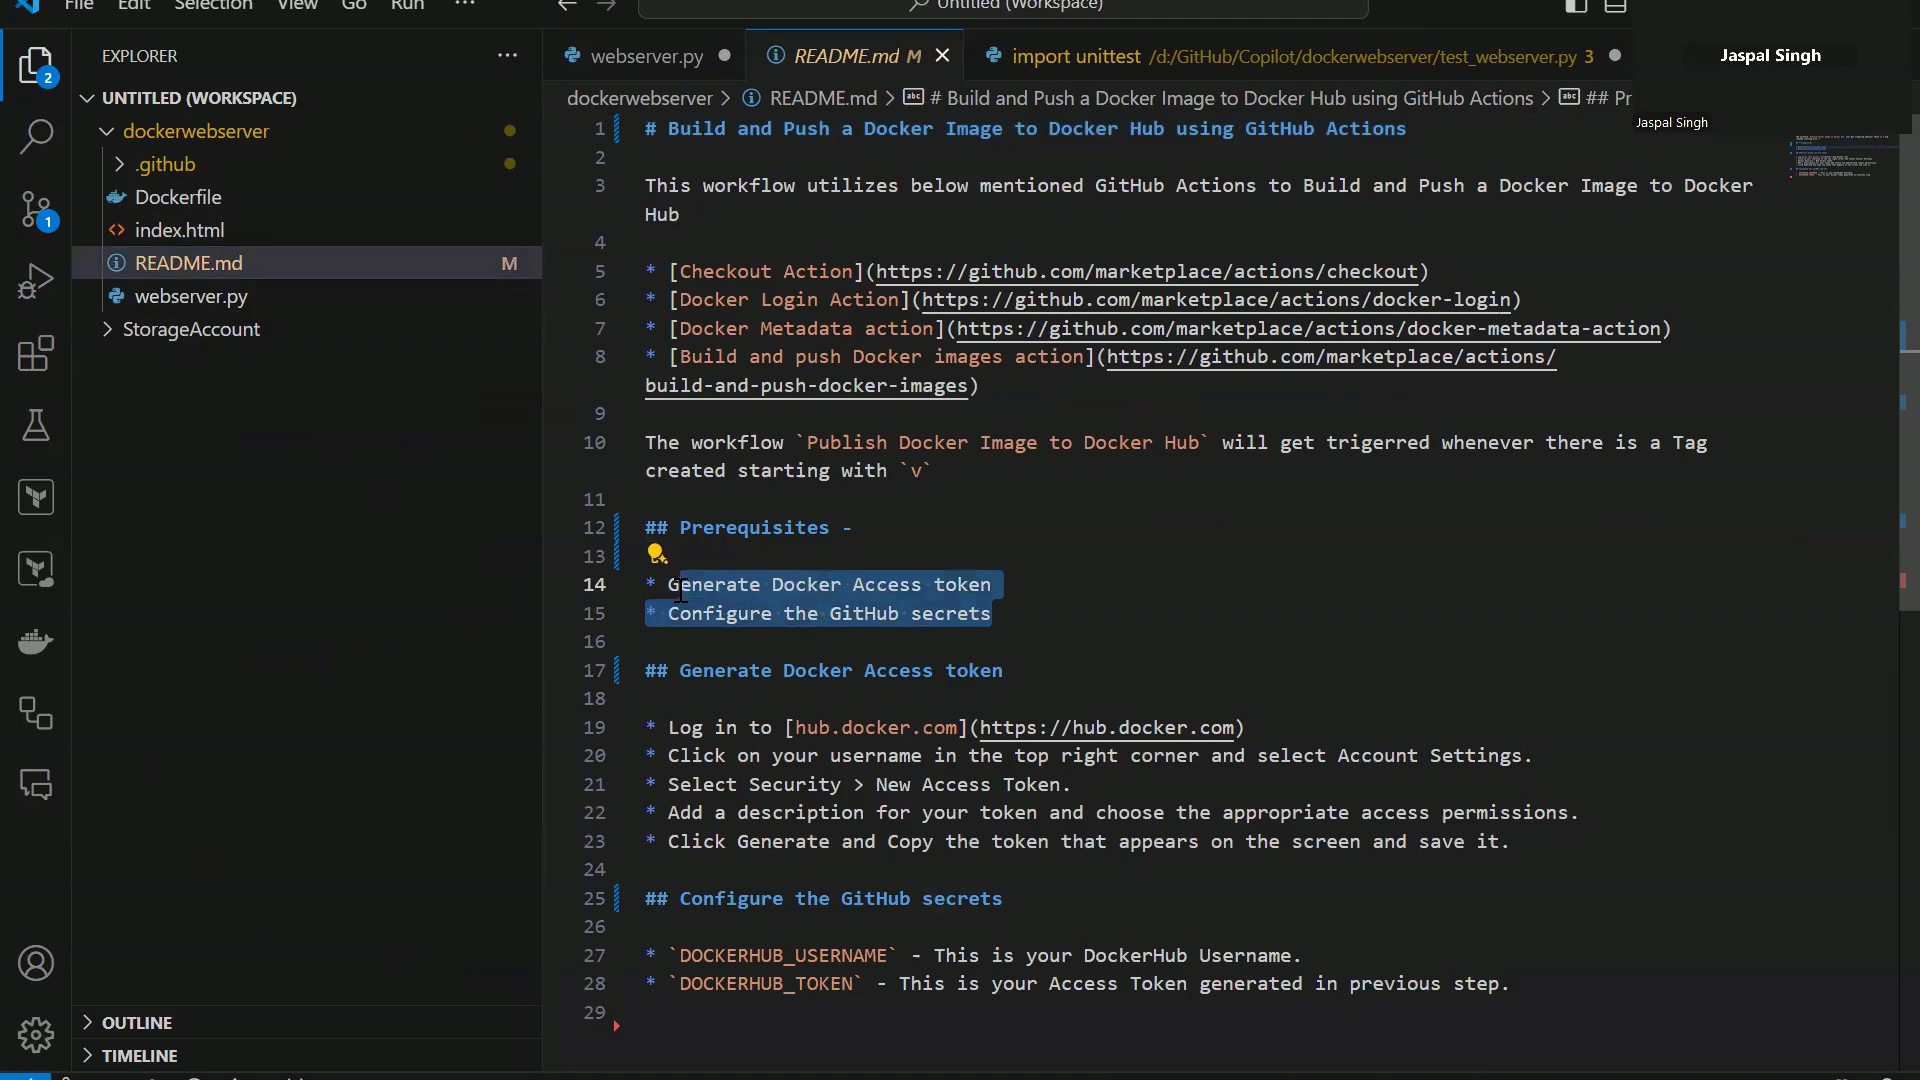 File Edit Selection View Go Run ···
Untitled (Workspace)
EXPLORER
2
1
UNTITLED (WORKSPACE)
dockerwebserver
.github
Dockerfile
index.html
README.md M
webserver.py
StorageAccount
OUTLINE
TIMELINE
webserver.py
README.md M
import unittest /d:/GitHub/Copilot/dockerwebserver/test_webserver.py 3
Jaspal Singh
Jaspal Singh
dockerwebserver > README.md > # Build and Push a Docker Image to Docker Hub using GitHub Actions > ## Pr
1 # Build and Push a Docker Image to Docker Hub using GitHub Actions
2
3 This workflow utilizes below mentioned GitHub Actions to Build and Push a Docker Image to Docker
Hub
4
5 * [Checkout Action](https://github.com/marketplace/actions/checkout)
6 * [Docker Login Action](https://github.com/marketplace/actions/docker-login)
7 * [Docker Metadata action](https://github.com/marketplace/actions/docker-metadata-action)
8 * [Build and push Docker images action](https://github.com/marketplace/actions/
build-and-push-docker-images)
9
10 The workflow `Publish Docker Image to Docker Hub` will get trigerred whenever there is a Tag
created starting with `v`
11
12 ## Prerequisites -
13
14 * Generate Docker Access token
15 * Configure the GitHub secrets
16
17 ## Generate Docker Access token
18
19 * Log in to [hub.docker.com](https://hub.docker.com)
20 * Click on your username in the top right corner and select Account Settings.
21 * Select Security > New Access Token.
22 * Add a description for your token and choose the appropriate access permissions.
23 * Click Generate and Copy the token that appears on the screen and save it.
24
25 ## Configure the GitHub secrets
26
27 * `DOCKERHUB_USERNAME` - This is your DockerHub Username.
28 * `DOCKERHUB_TOKEN` - This is your Access Token generated in previous step.
29